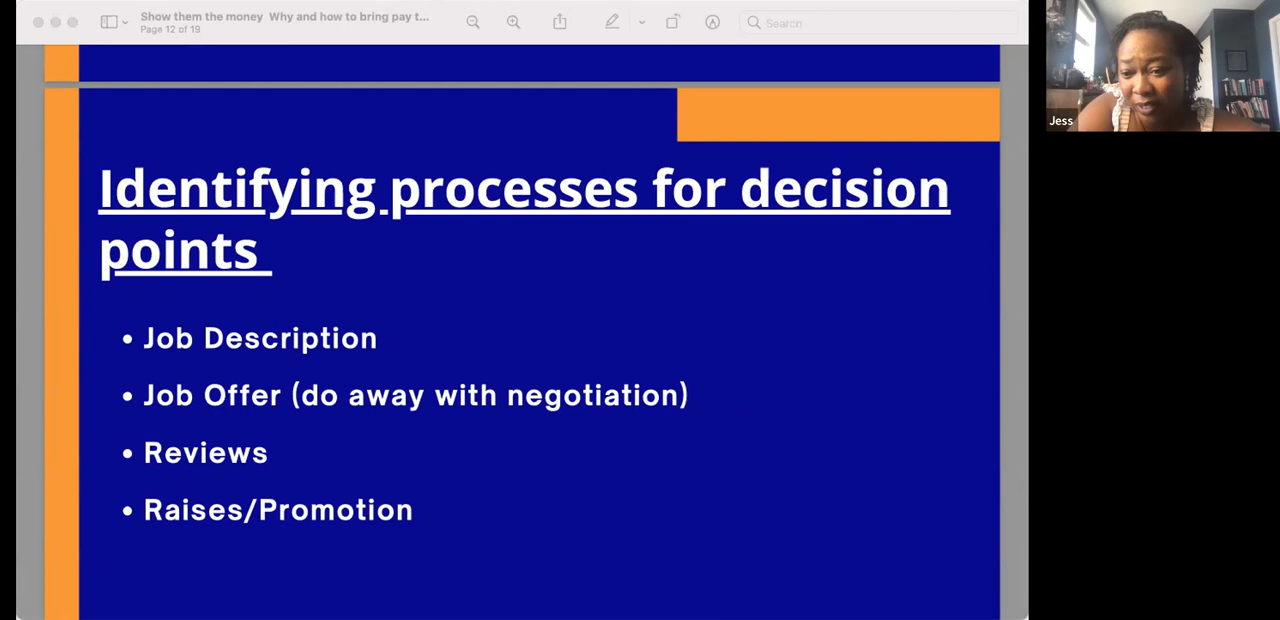 Show them the money  Why and how to bring pay t...
Page 12 of 19
Search
Jess
Identifying processes for decision
points
• Job Description
• Job Offer (do away with negotiation)
• Reviews
• Raises/Promotion